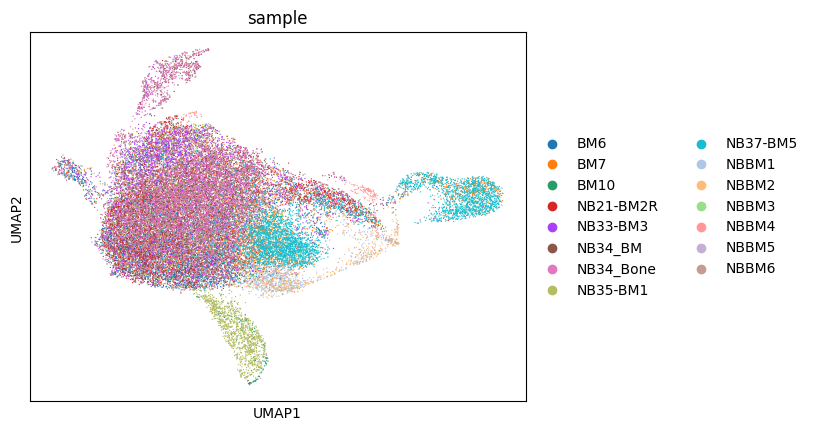 sample
UMAP2
UMAP1
BM6
BM7
BM10
NB21-BM2R
NB33-BM3
NB34_BM
NB34_Bone
NB35-BM1
NB37-BM5
NBBM1
NBBM2
NBBM3
NBBM4
NBBM5
NBBM6